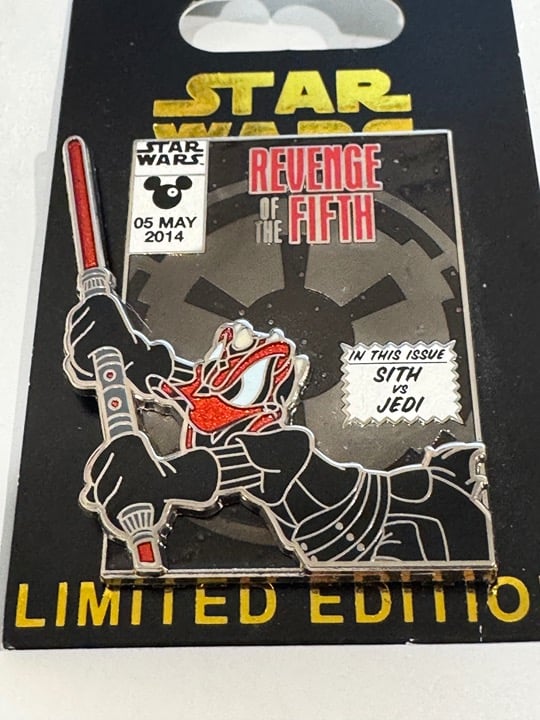 STAR
WARS
STAR
WARS
05 MAY
2014
REVENGE
OF
THE FIFTH
IN THIS ISSUE
SITH
VS
JEDI
LIMITED EDITIO